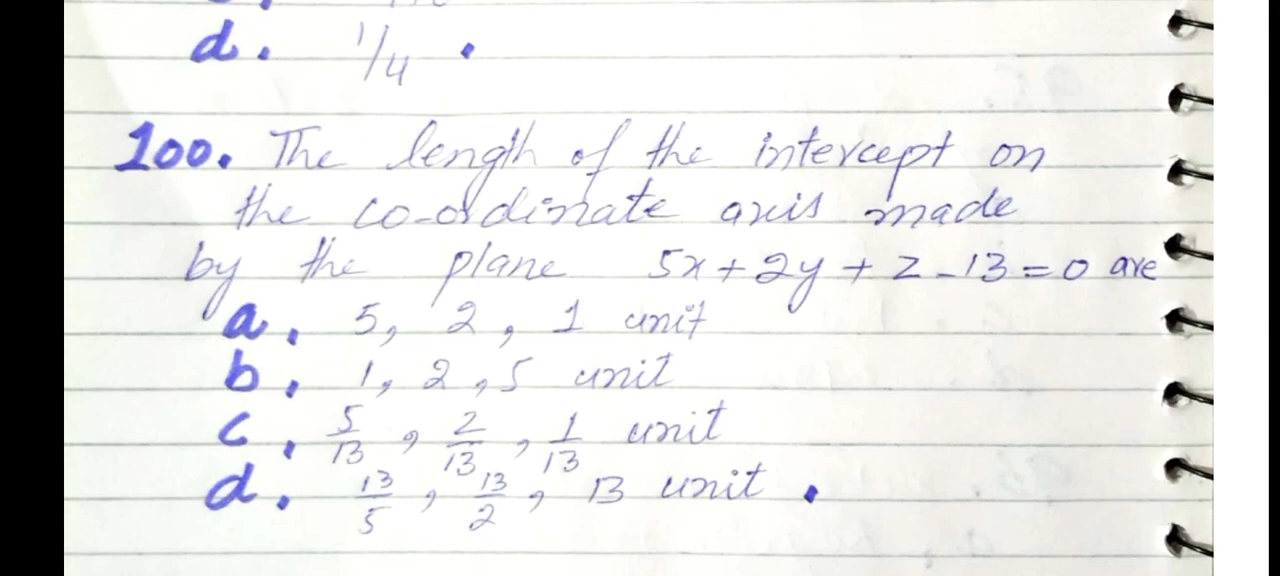 d. 1/4 .
100. The length of the intercept on
the co-ordinate axis made
by the plane 5x + 2y + z - 13 = 0 are
a. 5, 2, 1 unit
b. 1, 2, 5 unit
c. 5/13, 2/13, 1/13 unit
d. 13/5, 13/2, 13 unit .